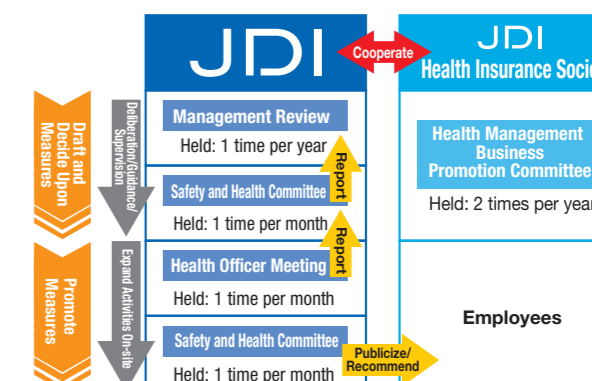 JDI
Cooperate
JDI
Health Insurance
Draft and
Decide Upon
Measures
Deliberation/Guidance/
Supervision
Management Review
Held: 1 time per year
Report
Safety and Health Committee
Held: 1 time per month
Health Management
Business
Promotion Committee
Held: 2 times per year
Promote
Measures
Expand Activities On-site
Report
Health Officer Meeting
Held: 1 time per month
Safety and Health Committee
Held: 1 time per month
Publicize/
Recommend
Employees